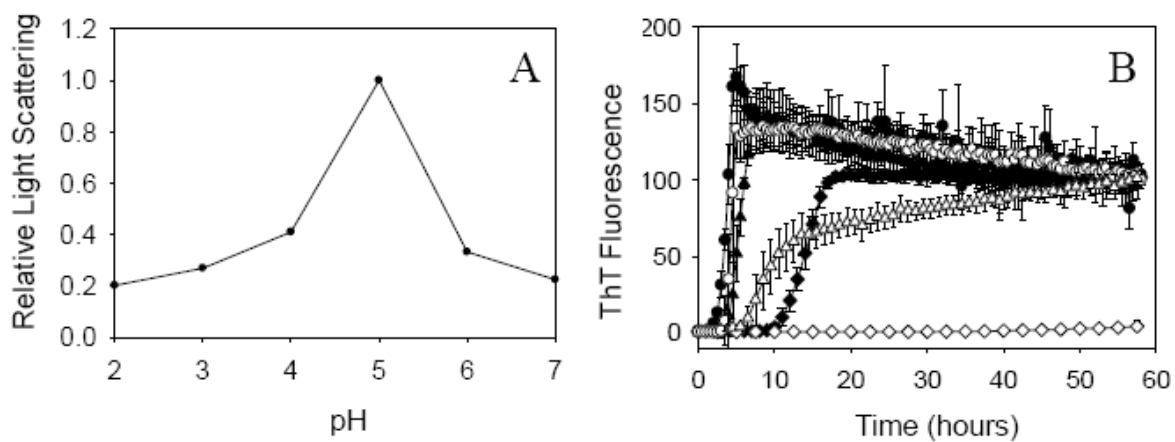 A
Relative Light Scattering
1.2
1.0
0.8
0.6
0.4
0.2
0.0
2 3 4 5 6 7
pH
B
ThT Fluorescence
200
150
100
50
0
0 10 20 30 40 50 60
Time (hours)